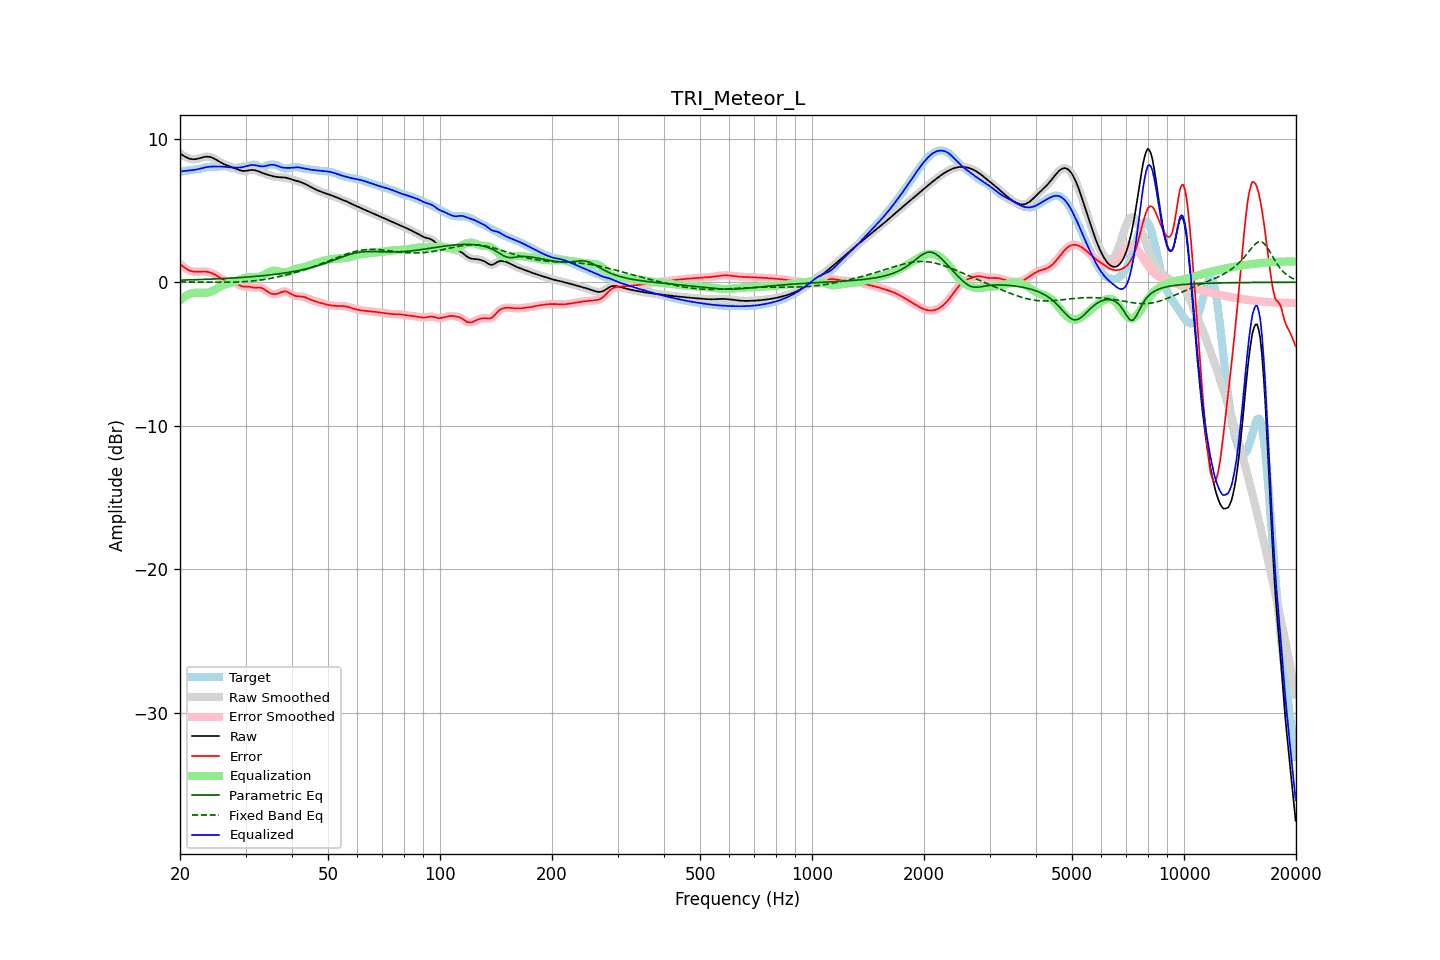 TRI_Meteor_L
Amplitude (dBr)
10
0
−10
−20
−30
Target
Raw Smoothed
Error Smoothed
Raw
Error
Equalization
Parametric Eq
Fixed Band Eq
Equalized
20 50 100 200 500 1000 2000 5000 10000 20000
Frequency (Hz)